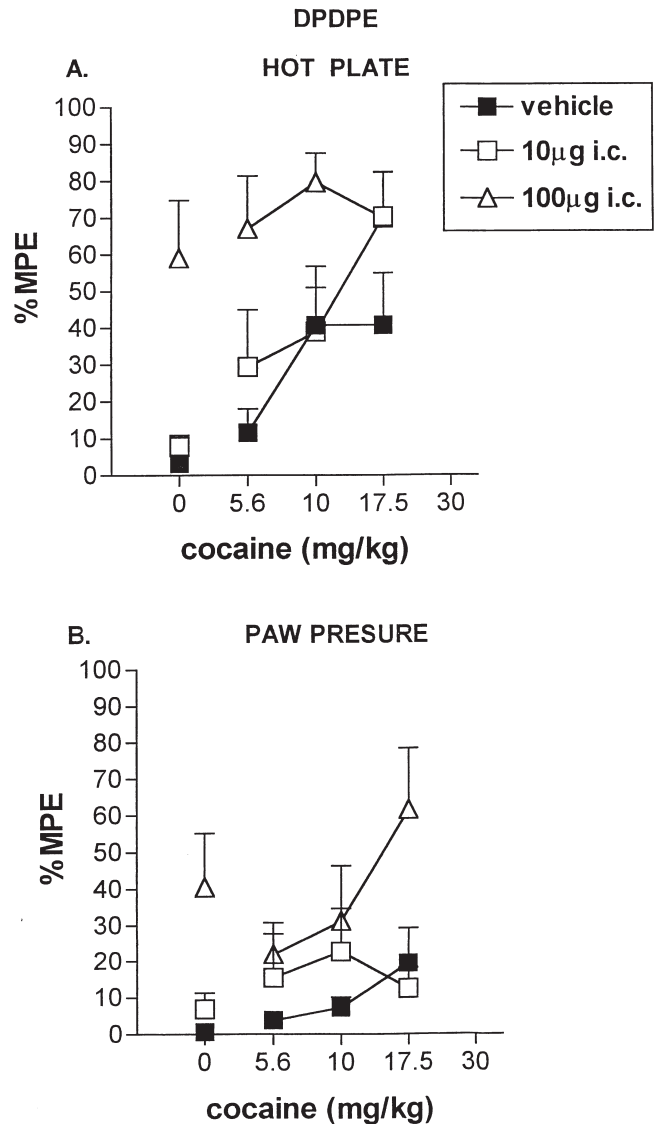 DPDPE
A. HOT PLATE
vehicle
10μg i.c.
100μg i.c.
%MPE
100
90
80
70
60
50
40
30
20
10
0
0 5.6 10 17.5 30
cocaine (mg/kg)
B. PAW PRESURE
%MPE
100
90
80
70
60
50
40
30
20
10
0
0 5.6 10 17.5 30
cocaine (mg/kg)